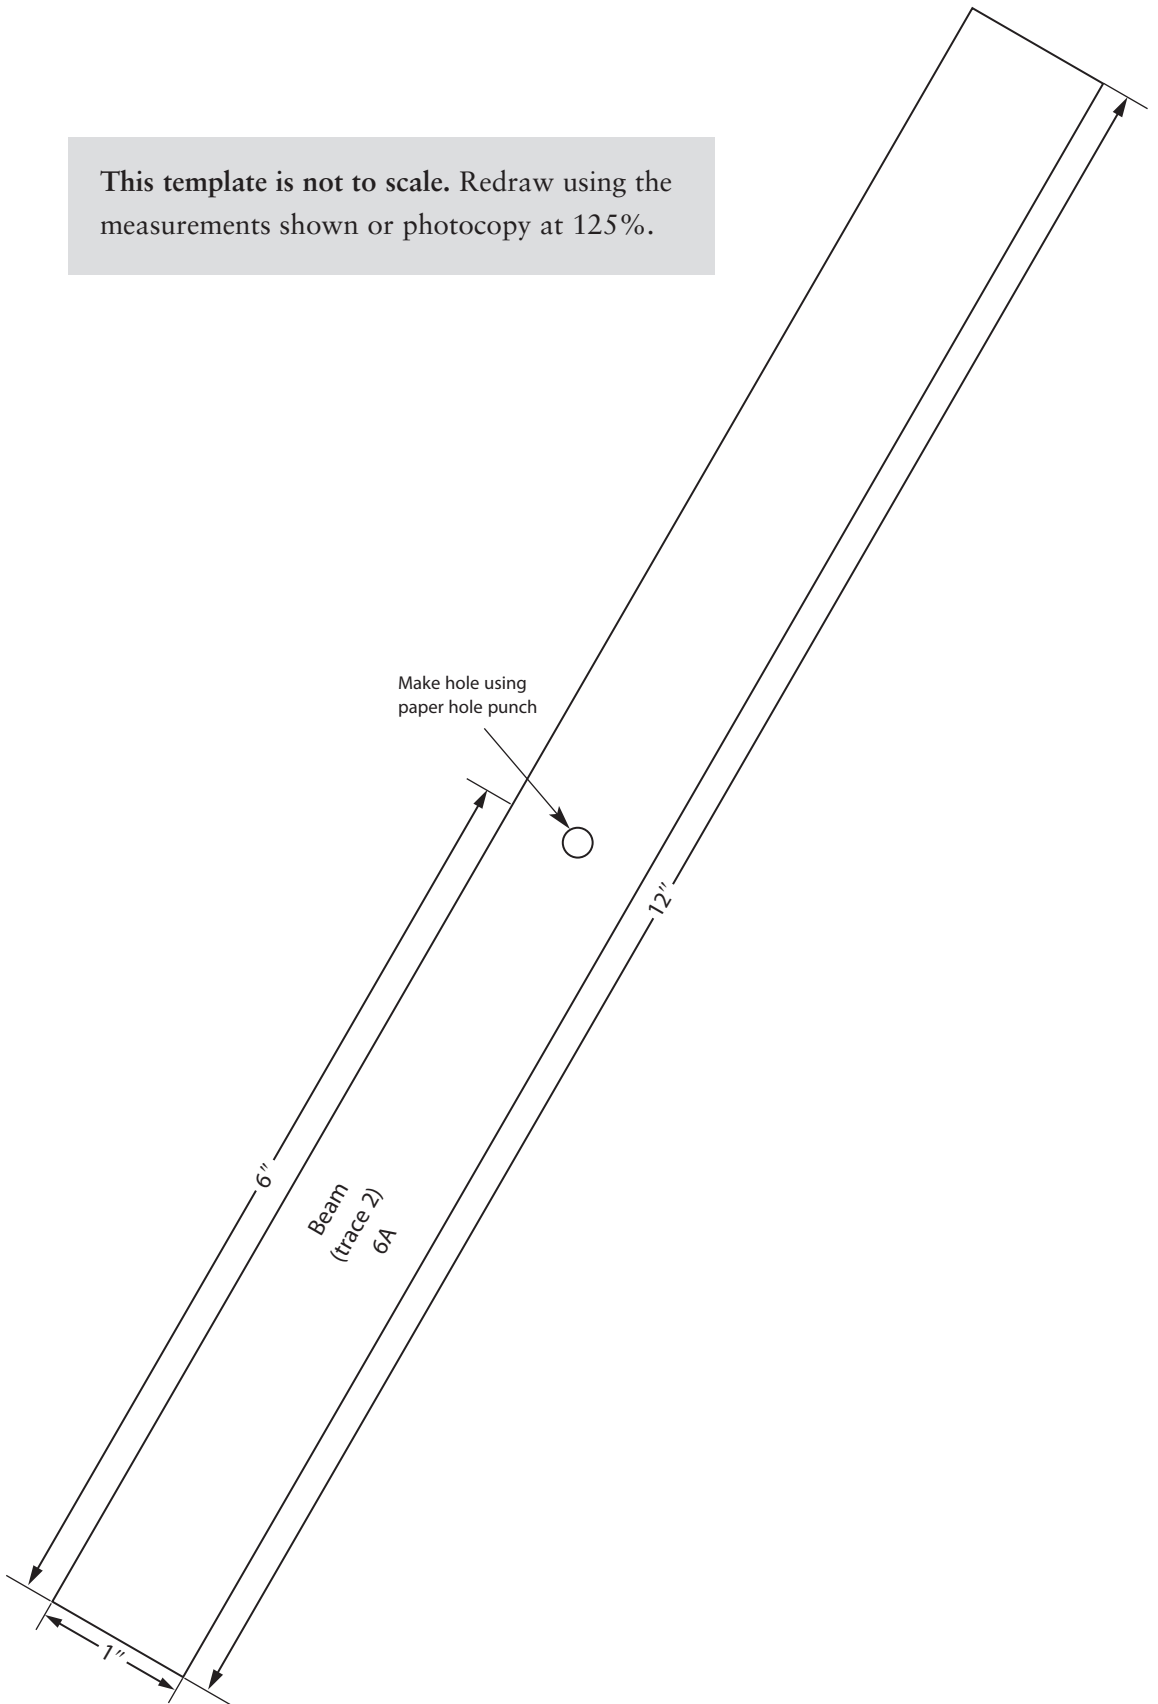 This template is not to scale. Redraw using the
measurements shown or photocopy at 125%.
Make hole using
paper hole punch
12″
6″
Beam
(trace 2)
6A
1″